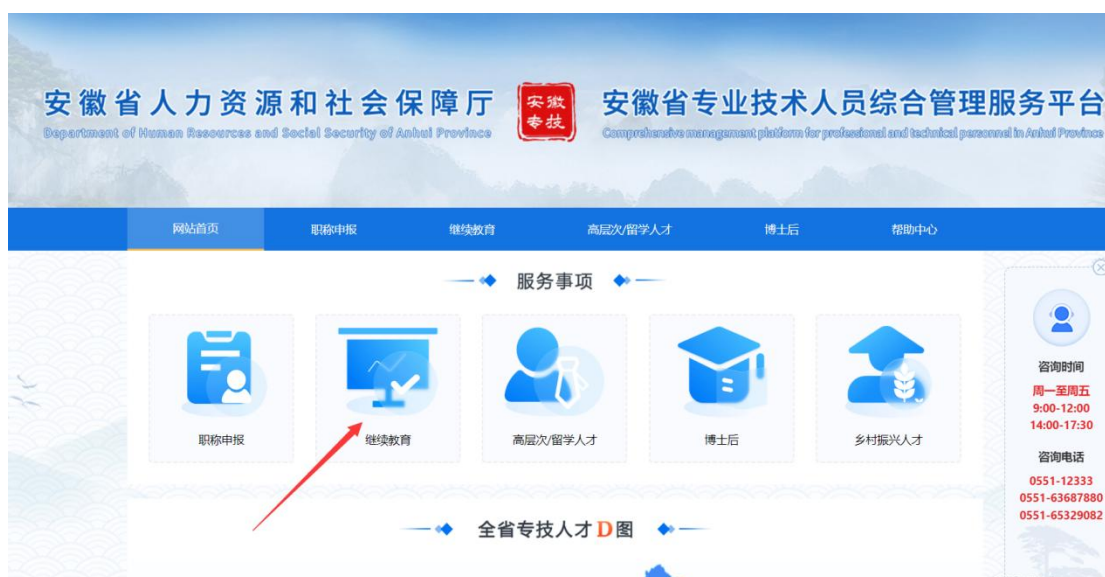 安徽省人力资源和社会保障厅
Department of Human Resources and Social Security of Anhui Province
安徽
专技
安徽省专业技术人员综合管理服务平台
Comprehensive management platform for professional and technical personnel in Anhui Province
网站首页 职称申报 继续教育 高层次/留学人才 博士后 帮助中心
服务事项
职称申报 继续教育 高层次/留学人才 博士后 乡村振兴人才
全省专技人才D图
咨询时间
周一至周五
9:00-12:00
14:00-17:30
咨询电话
0551-12333
0551-63687880
0551-65329082